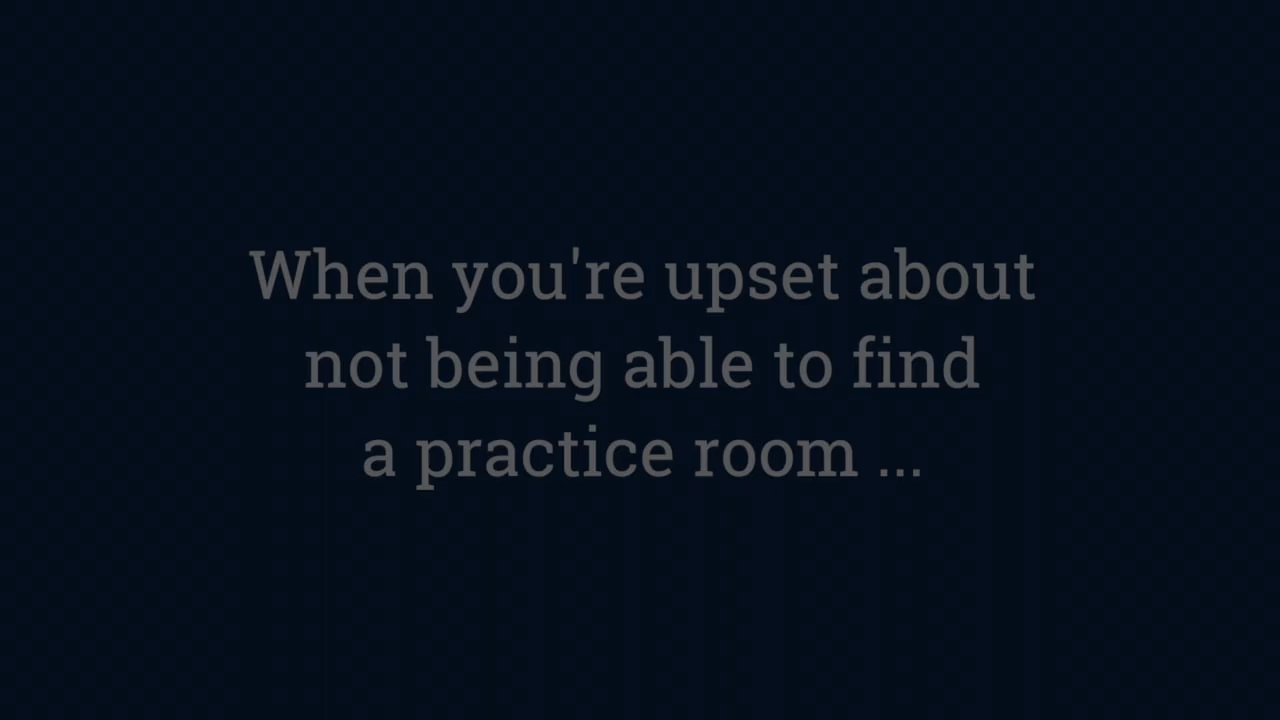 When you're upset about
not being able to find
a practice room ...